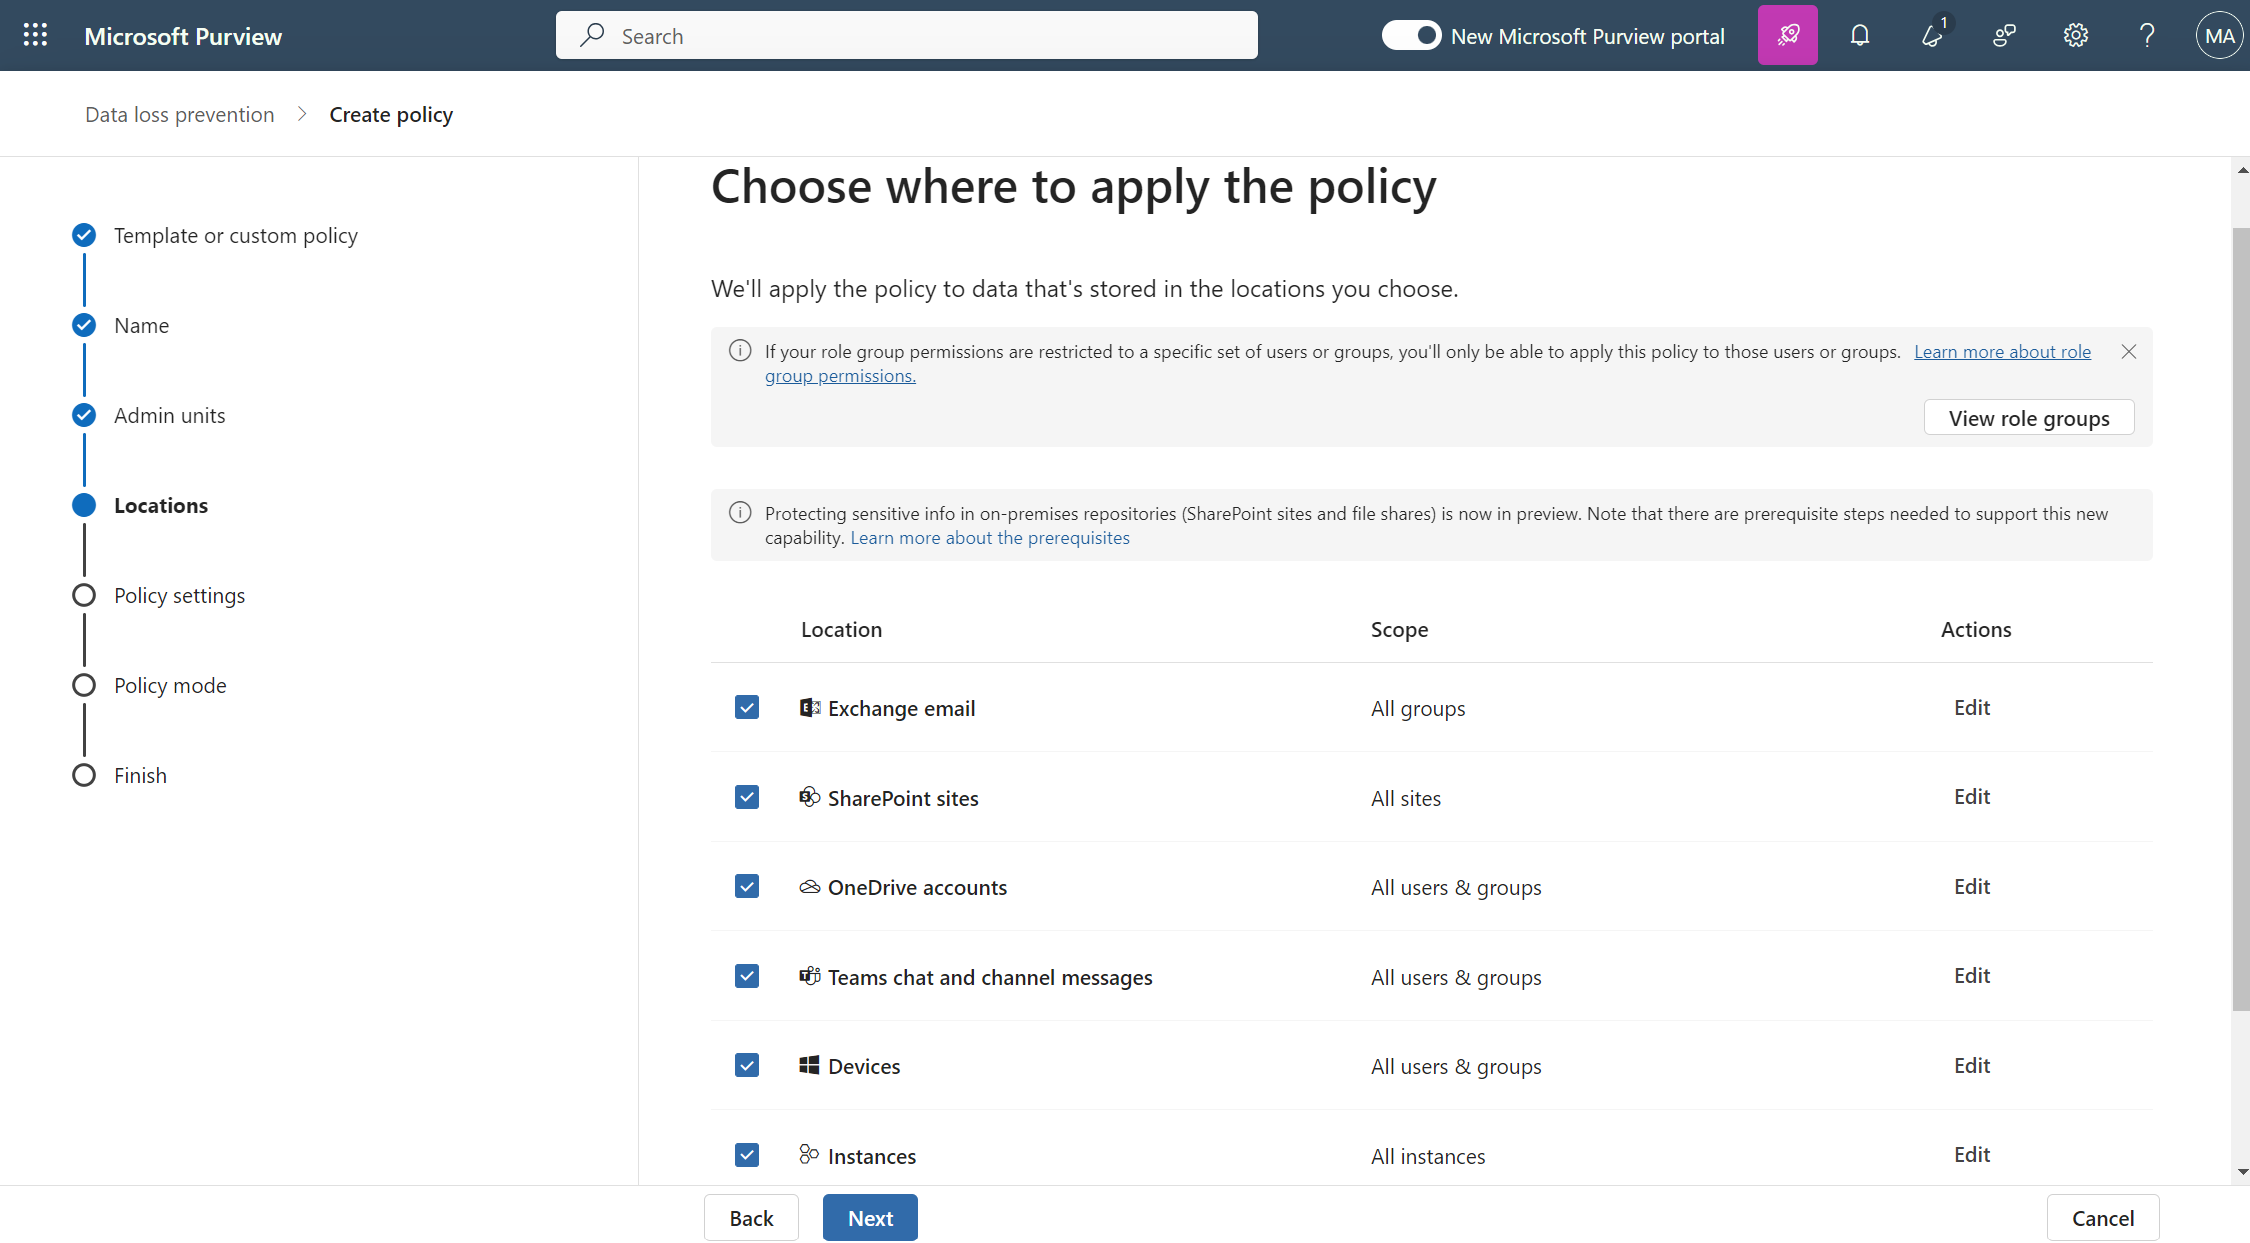 Microsoft Purview
Search
New Microsoft Purview portal
1
MA
Data loss prevention
Create policy
Template or custom policy
Name
Admin units
Locations
Policy settings
Policy mode
Finish
Choose where to apply the policy
We'll apply the policy to data that's stored in the locations you choose.
If your role group permissions are restricted to a specific set of users or groups, you'll only be able to apply this policy to those users or groups. Learn more about role
group permissions.
View role groups
Protecting sensitive info in on-premises repositories (SharePoint sites and file shares) is now in preview. Note that there are prerequisite steps needed to support this new
capability. Learn more about the prerequisites
Location Scope Actions
Exchange email All groups Edit
SharePoint sites All sites Edit
OneDrive accounts All users & groups Edit
Teams chat and channel messages All users & groups Edit
Devices All users & groups Edit
Instances All instances Edit
Back Next Cancel